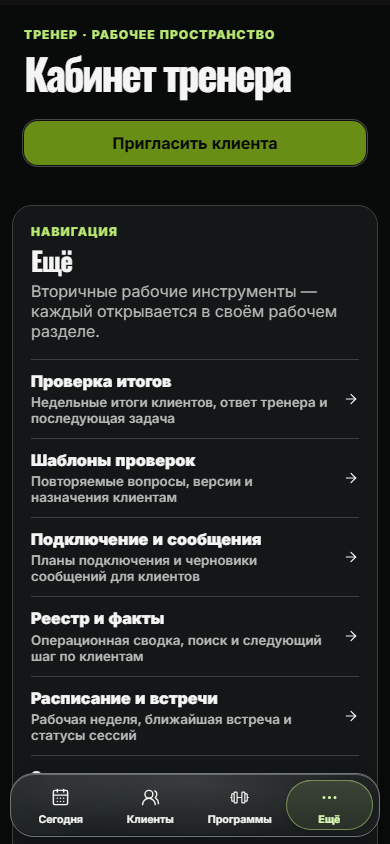 ТРЕНЕР · РАБОЧЕЕ ПРОСТРАНСТВО
Кабинет тренера
Пригласить клиента
НАВИГАЦИЯ
Ещё
Вторичные рабочие инструменты —
каждый открывается в своём рабочем
разделе.
Проверка итогов
Недельные итоги клиентов, ответ тренера и
последующая задача
Шаблоны проверок
Повторяемые вопросы, версии и
назначения клиентам
Подключение и сообщения
Планы подключения и черновики
сообщений для клиентов
Реестр и факты
Операционная сводка, поиск и следующий
шаг по клиентам
Расписание и встречи
Рабочая неделя, ближайшая встреча и
статусы сессий
Сегодня
Клиенты
Программы
Ещё